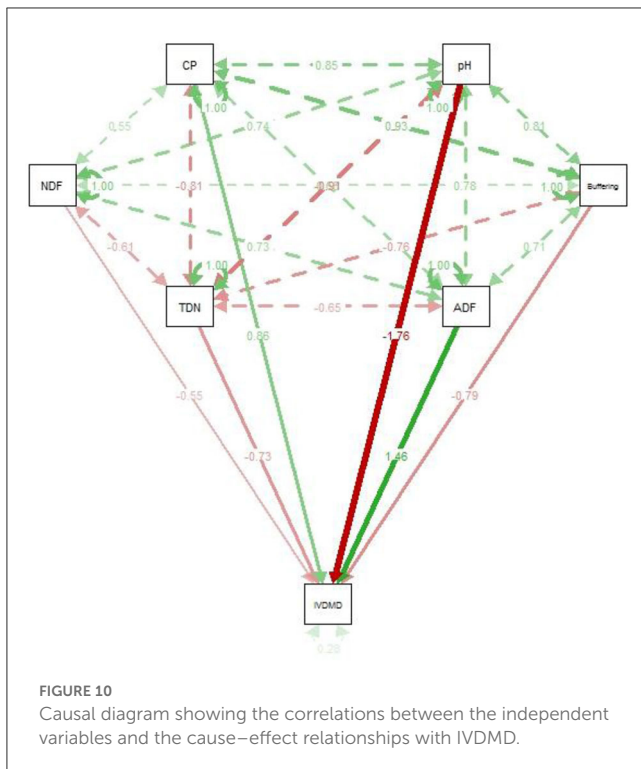 CP
0.85
pH
1.00
1.00
0.55
0.74
0.93
0.81
NDF
1.00
1.00
Buffering
-0.81
0.78
-0.61
0.73
-0.76
0.71
1.00
1.00
TDN
-0.65
ADF
0.86
-1.76
-0.55
-0.79
-0.73
1.46
IVDMD
0.28
FIGURE 10
Causal diagram showing the correlations between the independent
variables and the cause–effect relationships with IVDMD.